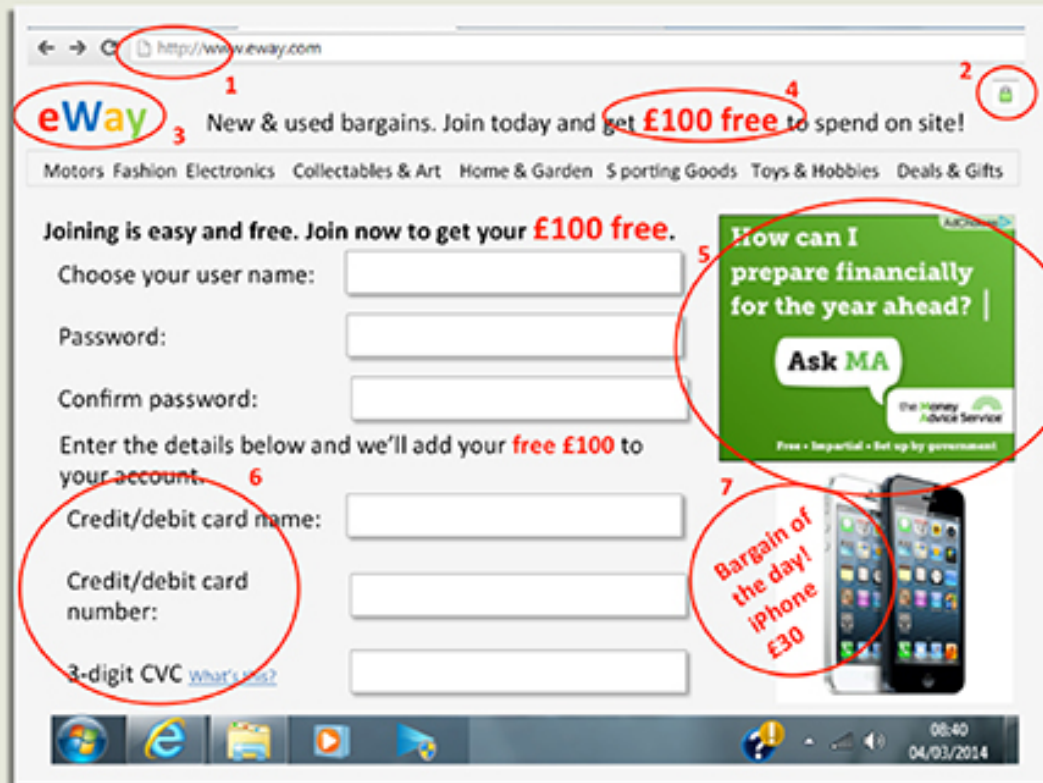 http://www.eway.com
1
2
eWay
3
New & used bargains. Join today and get £100 free to spend on site!
4
Motors Fashion Electronics Collectables & Art Home & Garden Sporting Goods Toys & Hobbies Deals & Gifts
Joining is easy and free. Join now to get your £100 free.
Choose your user name:
Password:
Confirm password:
Enter the details below and we'll add your free £100 to
your account.
6
Credit/debit card name:
Credit/debit card
number:
3-digit CVC What's this?
5
AdChoices
How can I
prepare financially
for the year ahead?
Ask MA
the Money
Advice Service
Free • Impartial • Set up by government
7
Bargain of
the day!
iPhone
£30
08:40
04/03/2014